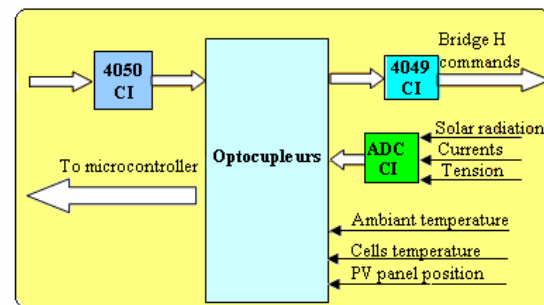 Bridge H
commands
4050
CI
4049
CI
Solar radiation
Currents
Tension
ADC
CI
Optocupleurs
To microcontroller
Ambiant temperature
Cells temperature
PV panel position